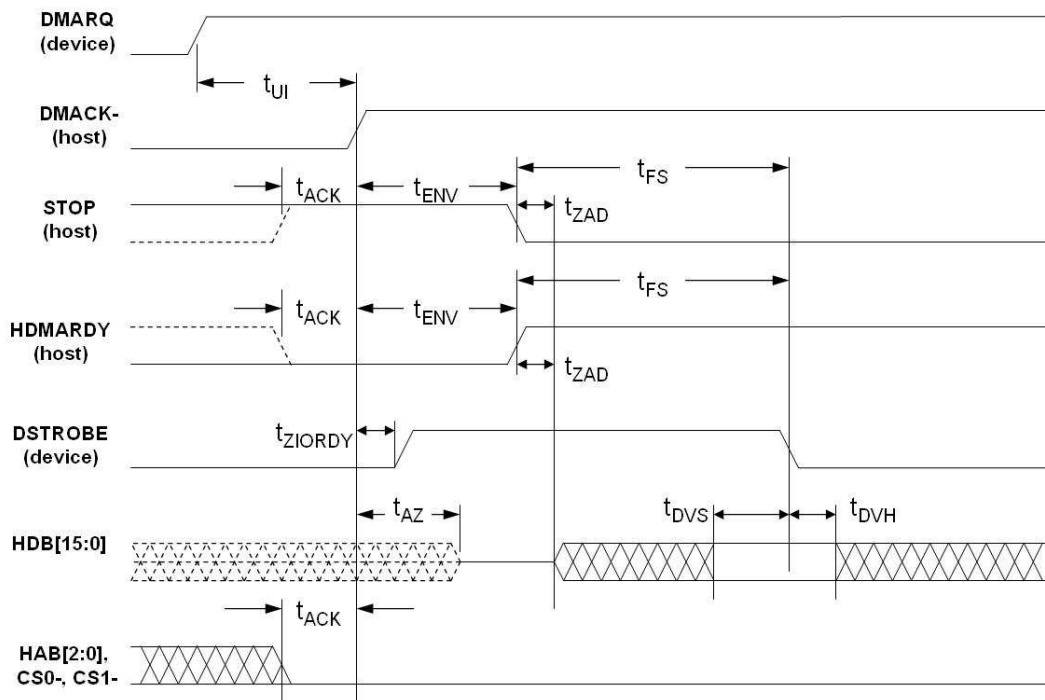 DMARQ
(device)
tUI
DMACK-
(host)
tFS
tACK
tENV
tZAD
STOP
(host)
tFS
tACK
tENV
HDMARDY
(host)
tZAD
DSTROBE
(device)
tZIORDY
tAZ
tDVS
tDVH
HDB[15:0]
tACK
HAB[2:0],
CS0-, CS1-